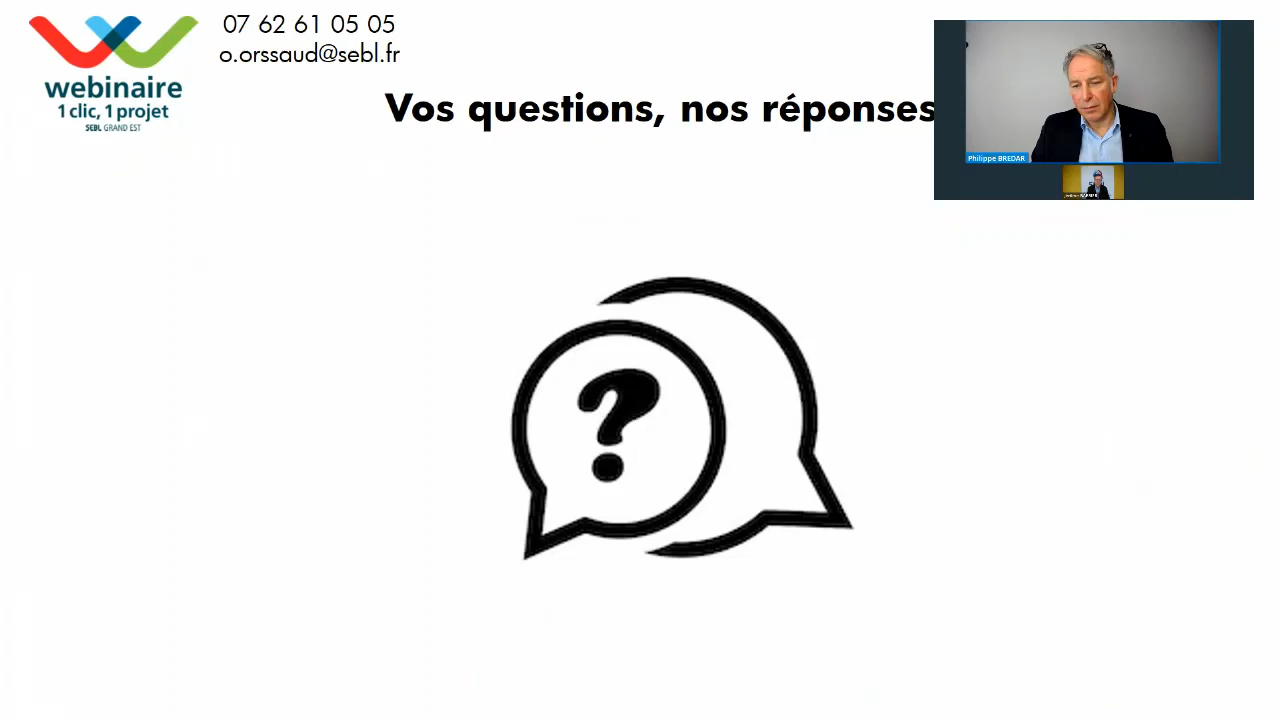 07 62 61 05 05
o.orssaud@sebl.fr
webinaire
1 clic, 1 projet
SEBL GRAND EST
Vos questions, nos réponses
Philippe BREDAR
?